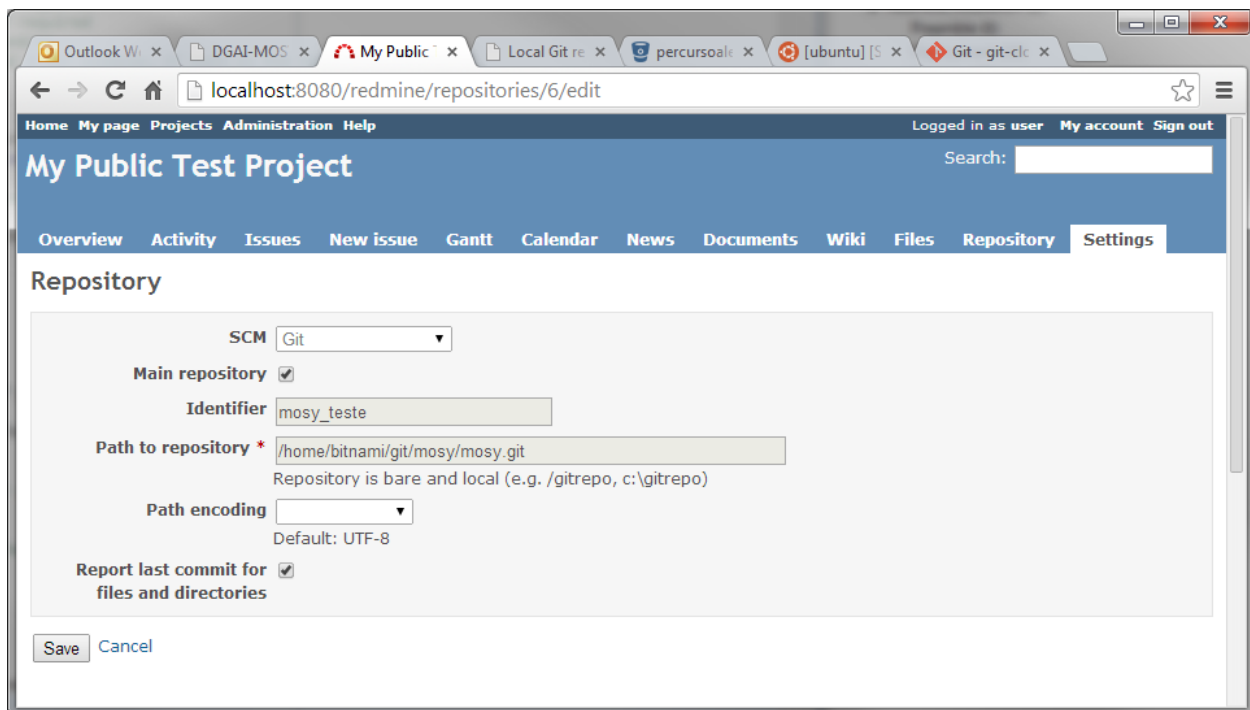 Outlook W
DGAI-MOS
My Public
Local Git re
percursoale
[ubuntu] [S
Git - git-clo
localhost:8080/redmine/repositories/6/edit
Home My page Projects Administration Help
Logged in as user My account Sign out
My Public Test Project
Search:
Overview Activity Issues New issue Gantt Calendar News Documents Wiki Files Repository Settings
Repository
SCM Git
Main repository
Identifier mosy_teste
Path to repository * /home/bitnami/git/mosy/mosy.git
Repository is bare and local (e.g. /gitrepo, c:\gitrepo)
Path encoding
Default: UTF-8
Report last commit for
files and directories
Save Cancel